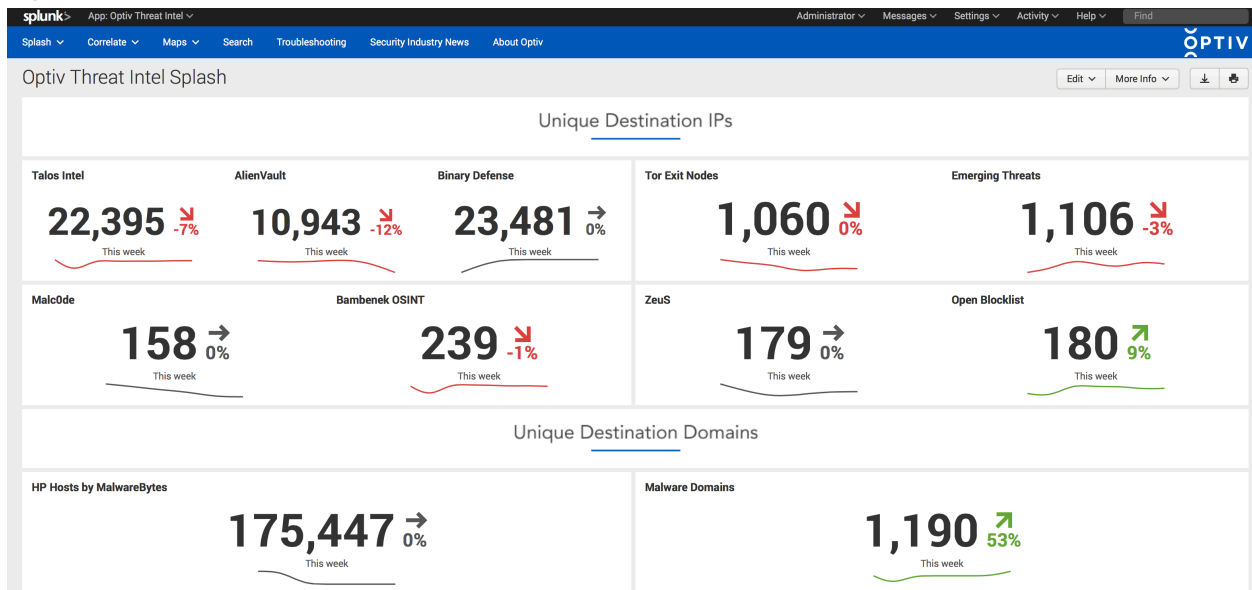 splunk> App: Optiv Threat Intel Administrator Messages Settings Activity Help Find
Splash Correlate Maps Search Troubleshooting Security Industry News About Optiv OPTIV
Optiv Threat Intel Splash Edit More Info
Unique Destination IPs
Talos Intel AlienVault Binary Defense Tor Exit Nodes Emerging Threats
22,395 -7% 10,943 -12% 23,481 0% 1,060 0% 1,106 -3%
This week This week This week This week This week
Malc0de Bambenek OSINT ZeuS Open Blocklist
158 0% 239 -1% 179 0% 180 9%
This week This week This week This week
Unique Destination Domains
HP Hosts by MalwareBytes Malware Domains
175,447 0% 1,190 53%
This week This week